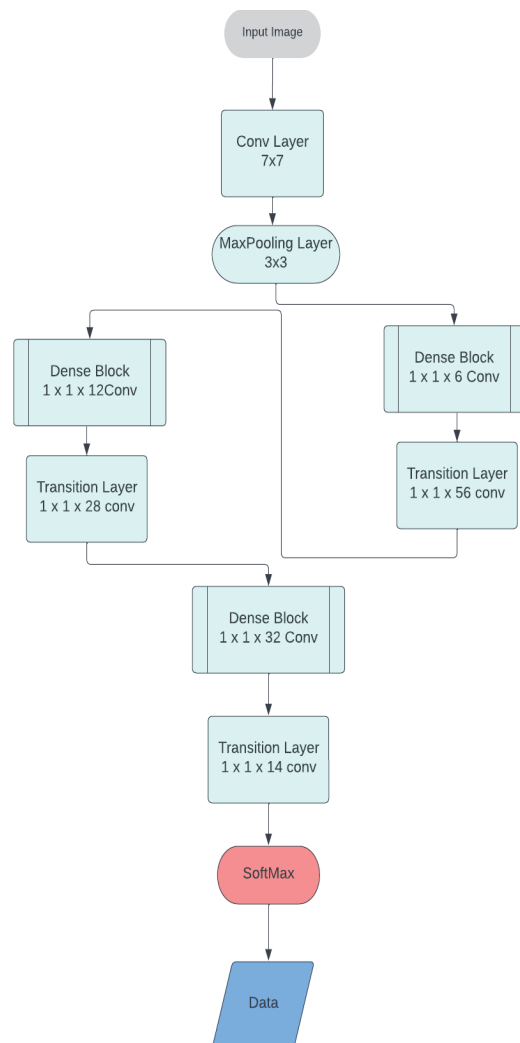 Input Image
Conv Layer
7x7
MaxPooling Layer
3x3
Dense Block
1 x 1 x 12Conv
Dense Block
1 x 1 x 6 Conv
Transition Layer
1 x 1 x 28 conv
Transition Layer
1 x 1 x 56 conv
Dense Block
1 x 1 x 32 Conv
Transition Layer
1 x 1 x 14 conv
SoftMax
Data